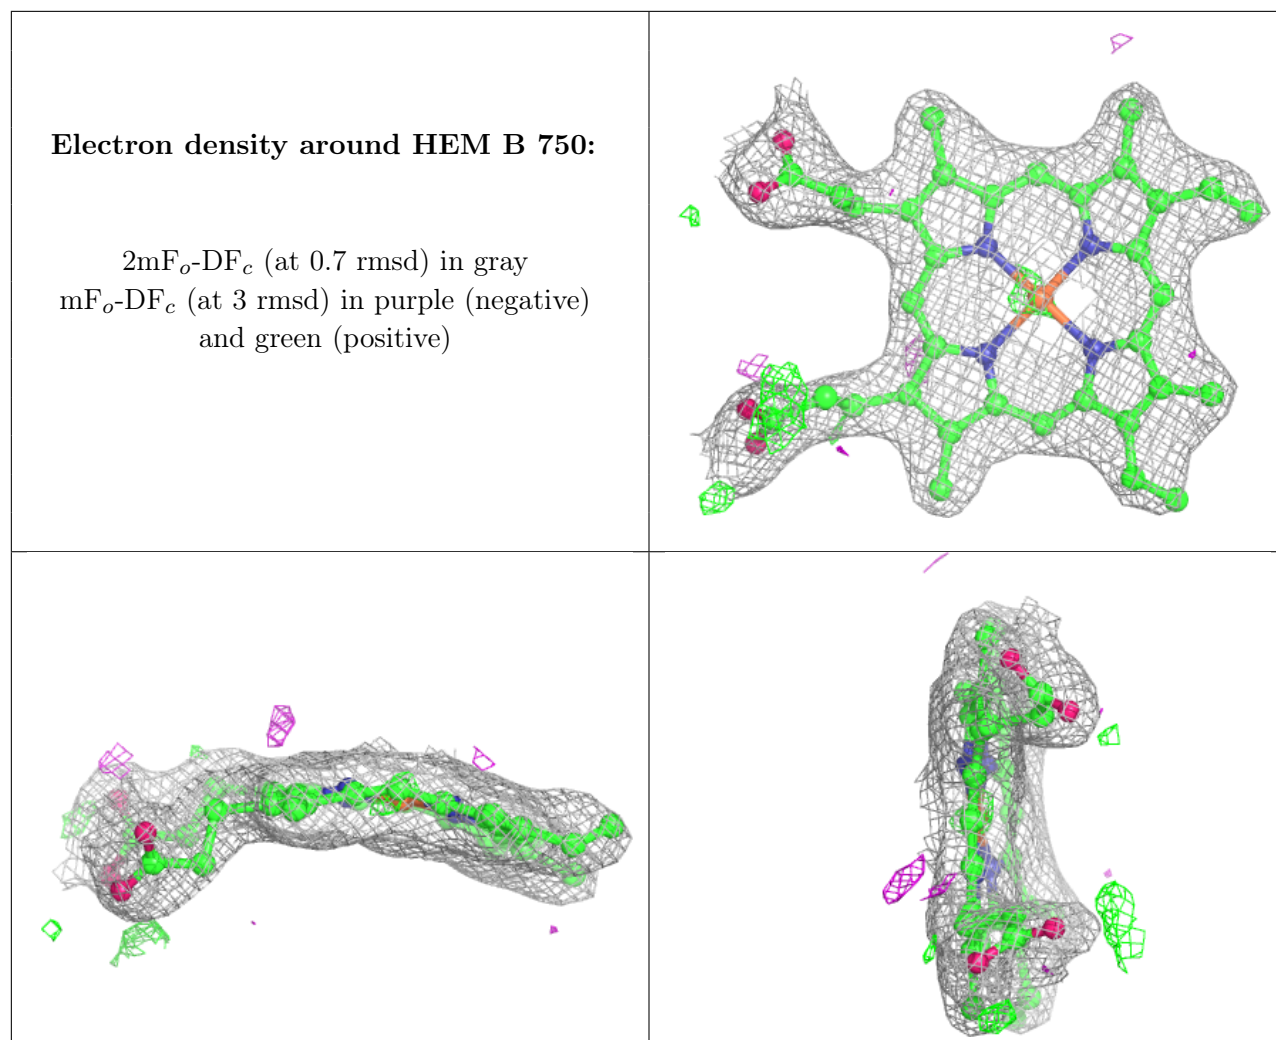 Electron density around HEM B 750:
2mFo-DFc (at 0.7 rmsd) in gray
mFo-DFc (at 3 rmsd) in purple (negative)
and green (positive)